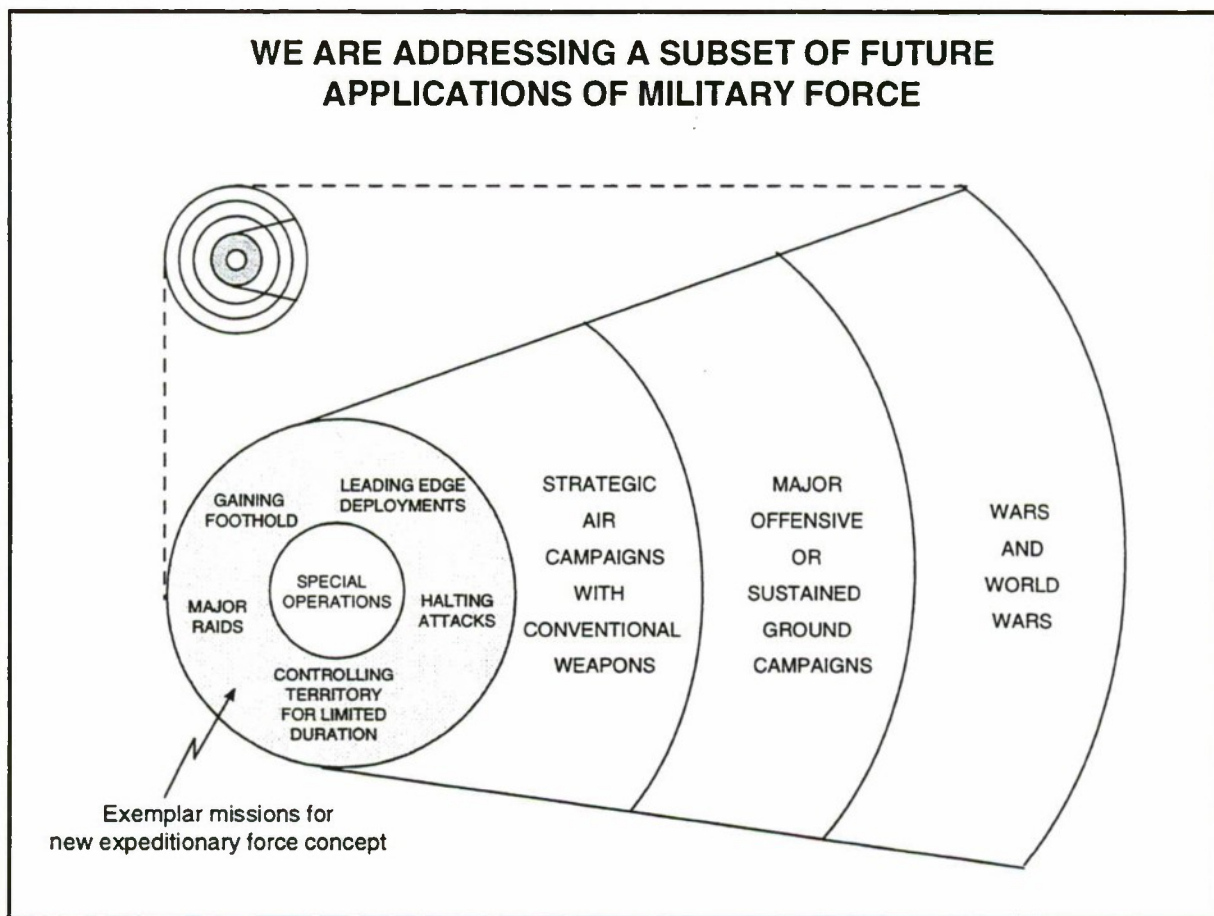 WE ARE ADDRESSING A SUBSET OF FUTURE
APPLICATIONS OF MILITARY FORCE
GAINING
FOOTHOLD
LEADING EDGE
DEPLOYMENTS
SPECIAL
OPERATIONS
MAJOR
RAIDS
HALTING
ATTACKS
CONTROLLING
TERRITORY
FOR LIMITED
DURATION
STRATEGIC
AIR
CAMPAIGNS
WITH
CONVENTIONAL
WEAPONS
MAJOR
OFFENSIVE
OR
SUSTAINED
GROUND
CAMPAIGNS
WARS
AND
WORLD
WARS
Exemplar missions for
new expeditionary force concept